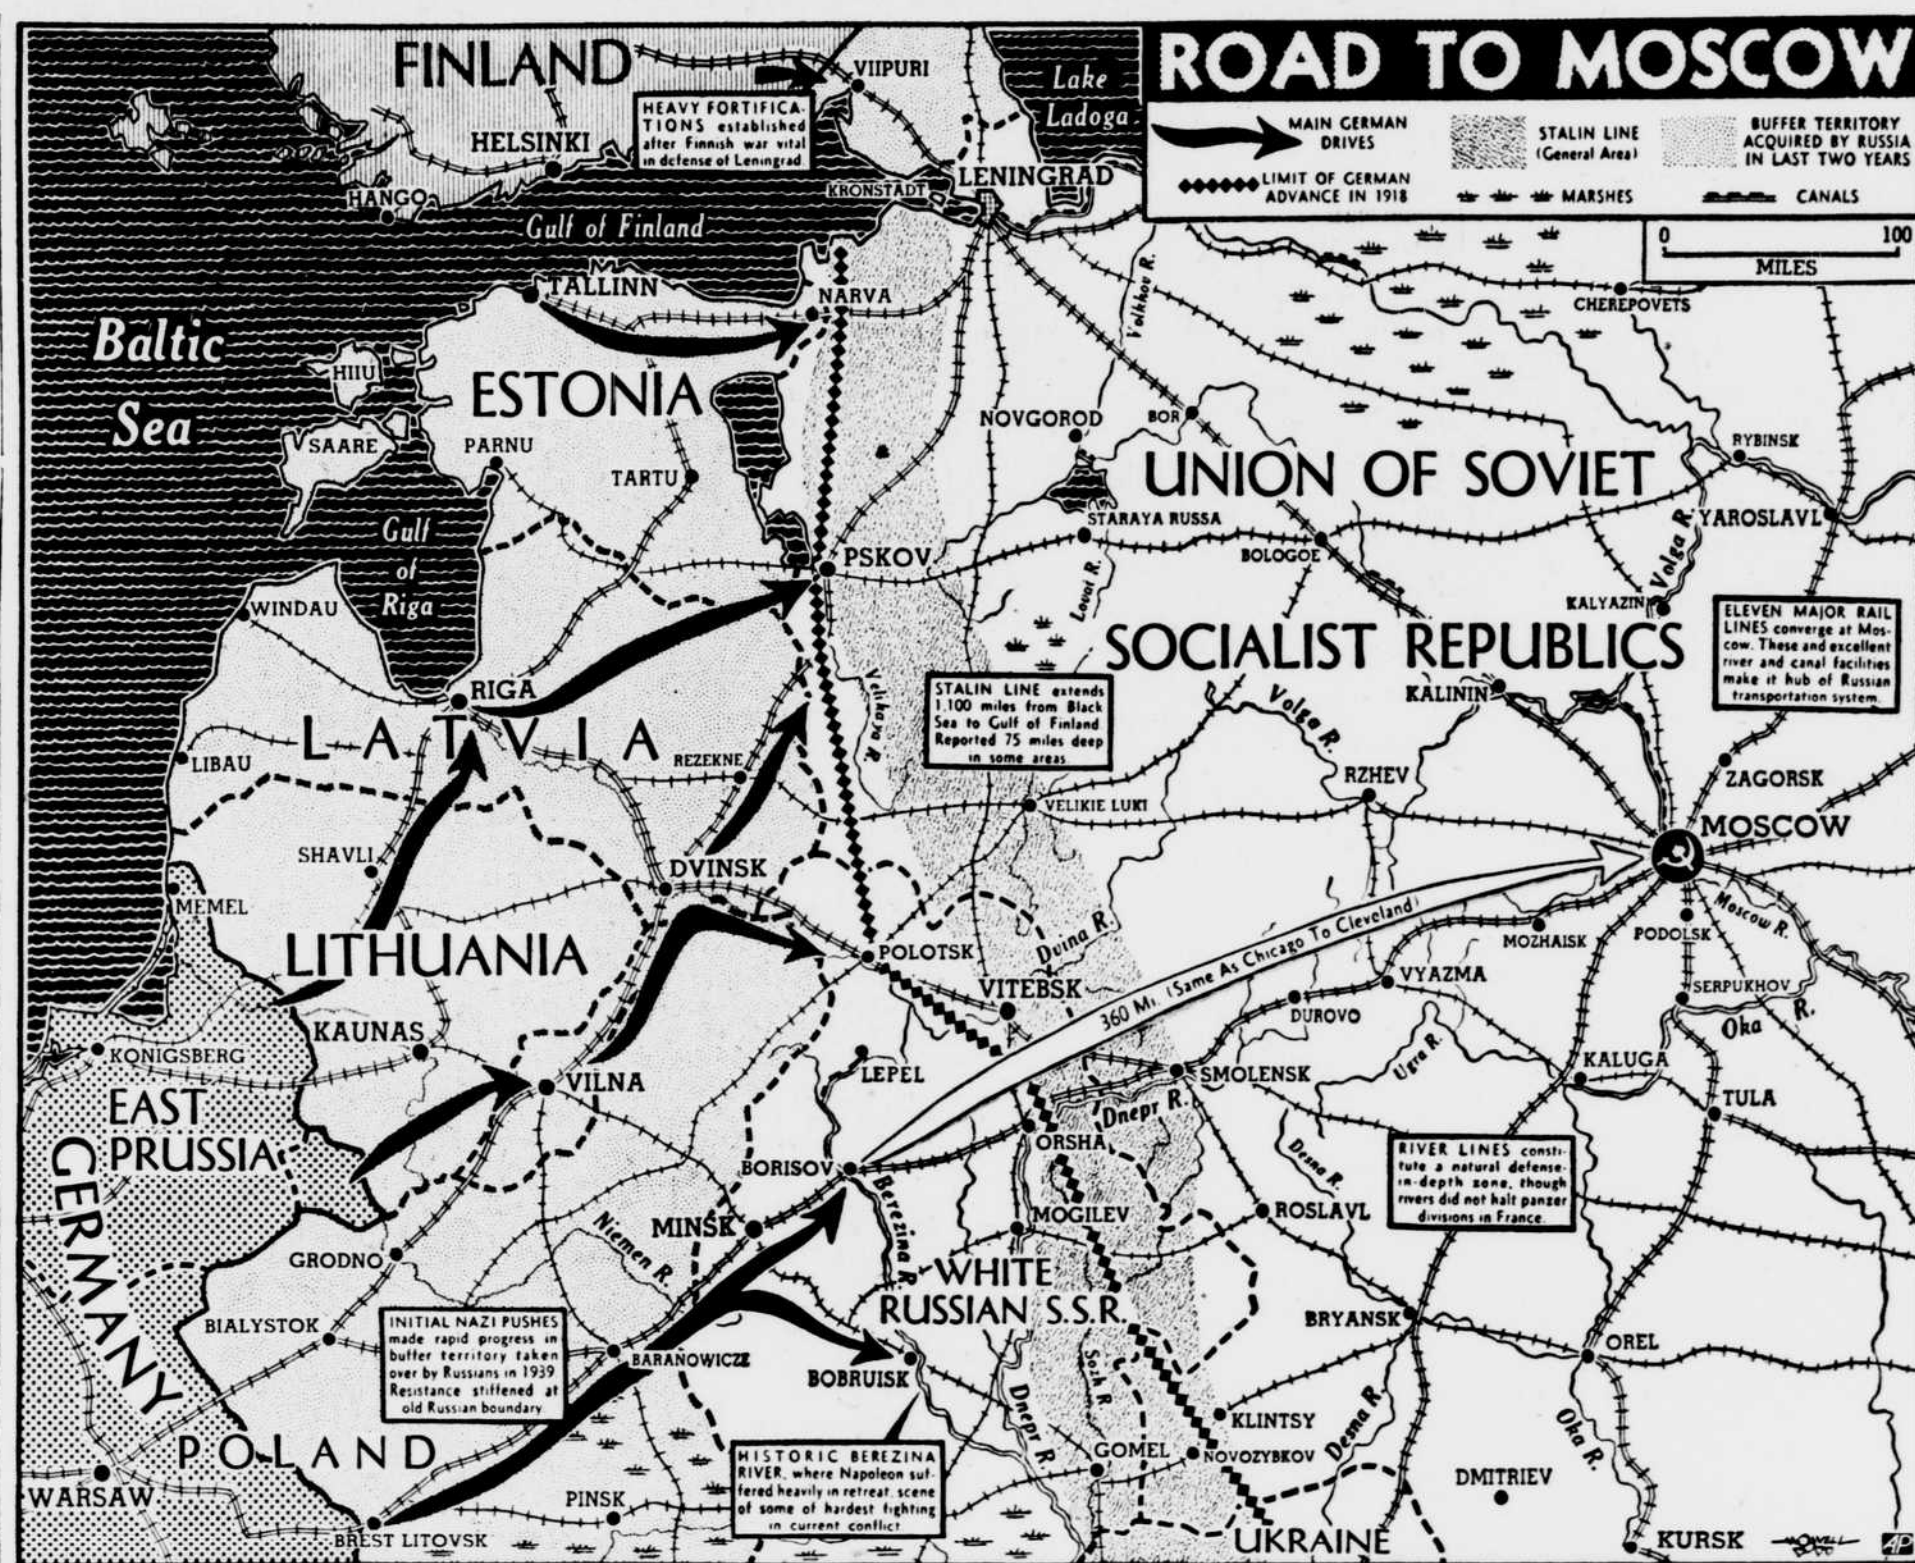 ROAD TO MOSCOW
MAIN GERMAN
DRIVES
STALIN LINE
(General Area)
BUFFER TERRITORY
ACQUIRED BY RUSSIA
IN LAST TWO YEARS
LIMIT OF GERMAN
ADVANCE IN 1918
MARSHES
CANALS
0 100
MILES
FINLAND
VIIPURI
Lake
Ladoga
HEAVY FORTIFICA-
TIONS established
after Finnish war vital
in defense of Leningrad.
HELSINKI
HANGO
KRONSTADT
LENINGRAD
Gulf of Finland
TALLINN
NARVA
Volkhov R.
CHEREPOVETS
Baltic
Sea
HIIU
ESTONIA
SAARE
PARNU
TARTU
NOVGOROD
BOR
RYBINSK
UNION OF SOVIET
Gulf
of
Riga
STARAYA RUSSA
YAROSLAVL
Volga R.
PSKOV
BOLOGOE
WINDAU
Lovat R.
KALYAZIN
ELEVEN MAJOR RAIL
LINES converge at Mos-
cow. These and excellent
river and canal facilities
make it hub of Russian
transportation system.
SOCIALIST REPUBLICS
RIGA
Velikaya R.
STALIN LINE extends
1,100 miles from Black
Sea to Gulf of Finland
Reported 75 miles deep
in some areas
Volga R.
KALININ
LATVIA
LIBAU
REZEKNE
RZHEV
ZAGORSK
VELIKIE LUKI
MOSCOW
SHAVLI
DVINSK
MEMEL
360 Mi. (Same As Chicago To Cleveland)
Moscow R.
LITHUANIA
POLOTSK
Dvina R.
MOZHAISK
PODOLSK
VITEBSK
VYAZMA
SERPUKHOV
DUROVO
Oka R.
KAUNAS
KONIGSBERG
LEPEL
SMOLENSK
Ugra R.
KALUGA
VILNA
EAST
PRUSSIA
Dnepr R.
TULA
GERMANY
ORSHA
BORISOV
Desna R.
RIVER LINES consti-
tute a natural defense-
in-depth zone, though
rivers did not halt panzer
divisions in France.
Berezina R.
MINSK
MOGILEV
ROSLAVL
Niemen R.
GRODNO
WHITE
RUSSIAN S.S.R.
BIALYSTOK
INITIAL NAZI PUSHES
made rapid progress in
buffer territory taken
over by Russians in 1939
Resistance stiffened at
old Russian boundary
BRYANSK
OREL
BARANOWICZE
BOBRUISK
Sozh R
Dnepr R.
KLINTSY
Desna R.
Oka R.
POLAND
HISTORIC BEREZINA
RIVER, where Napoleon suf-
fered heavily in retreat, scene
of some of hardest fighting
in current conflict
GOMEL
NOVOZYBKOV
DMITRIEV
WARSAW
PINSK
BREST LITOVSK
UKRAINE
KURSK
AP